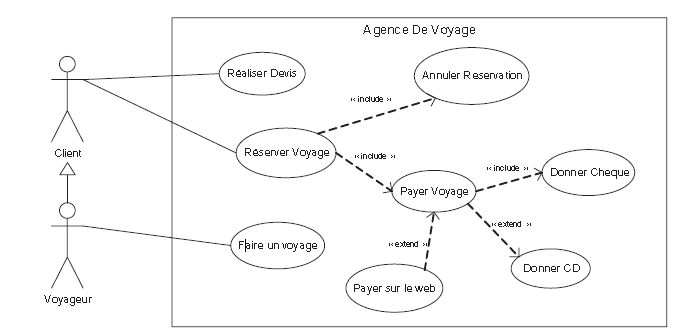 Agence De Voyage
Réaliser Devis
Annuler Reservation
« include »
Client
Réserver Voyage
« include »
Payer Voyage
« include »
Donner Cheque
« extend »
Faire un voyage
« extend »
Donner CD
Payer sur le web
Voyageur